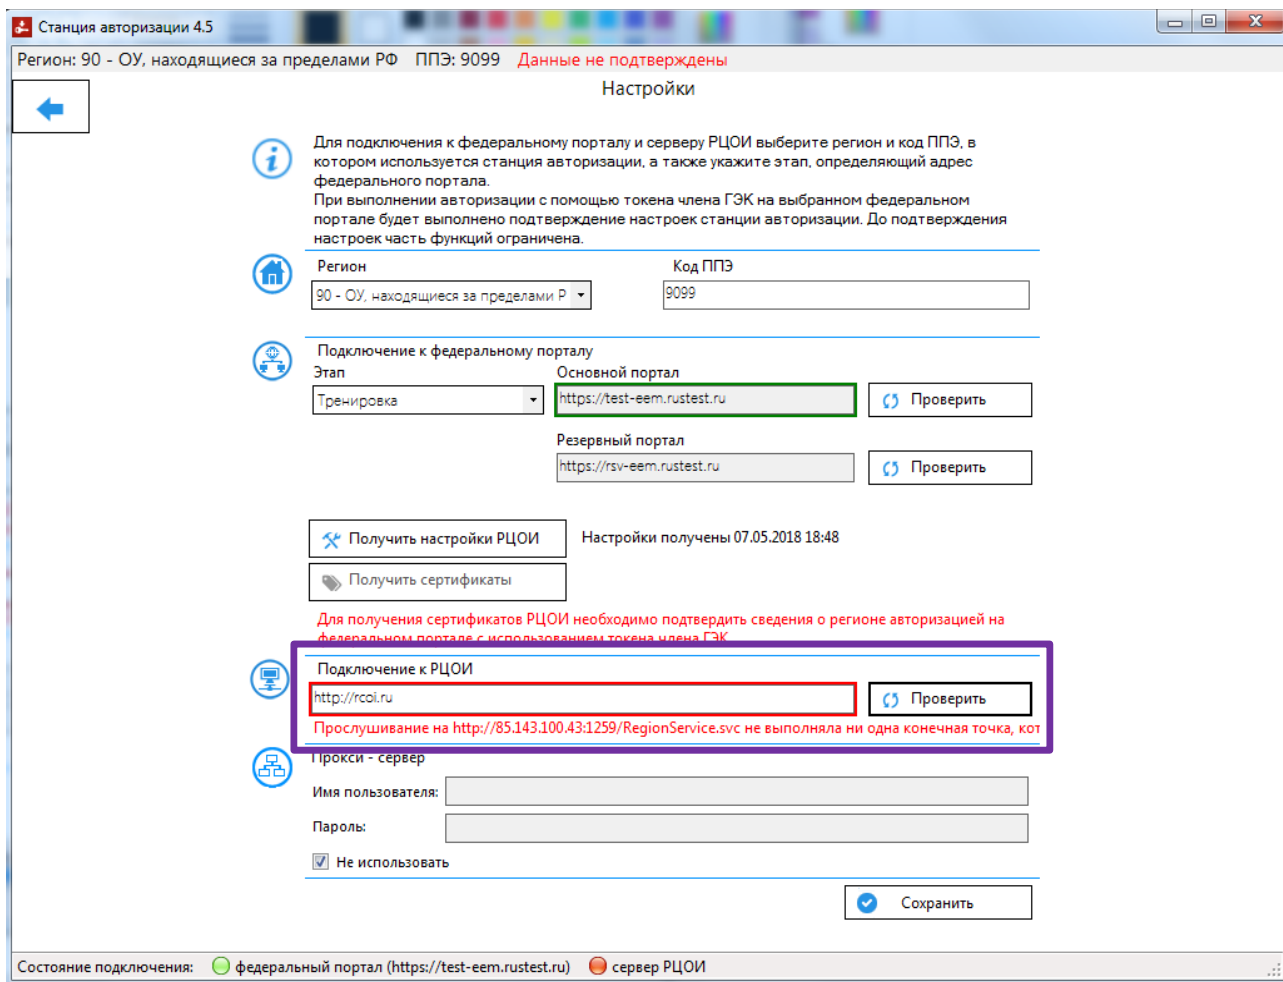 Станция авторизации 4.5
Регион: 90 - ОУ, находящиеся за пределами РФ ППЭ: 9099 Данные не подтверждены
Настройки
Для подключения к федеральному порталу и серверу РЦОИ выберите регион и код ППЭ, в
котором используется станция авторизации, а также укажите этап, определяющий адрес
федерального портала.
При выполнении авторизации с помощью токена члена ГЭК на выбранном федеральном
портале будет выполнено подтверждение настроек станции авторизации. До подтверждения
настроек часть функций ограничена.
Регион Код ППЭ
90 - ОУ, находящиеся за пределами Р 9099
Подключение к федеральному порталу
Этап Основной портал
Тренировка https://test-eem.rustest.ru Проверить
Резервный портал
https://rsv-eem.rustest.ru Проверить
Получить настройки РЦОИ Настройки получены 07.05.2018 18:48
Получить сертификаты
Для получения сертификатов РЦОИ необходимо подтвердить сведения о регионе авторизацией на
федеральном портале с использованием токена члена ГЭК
Подключение к РЦОИ
http://rcoi.ru Проверить
Прослушивание на http://85.143.100.43:1259/RegionService.svc не выполняла ни одна конечная точка, кот
Прокси - сервер
Имя пользователя:
Пароль:
Не использовать
Сохранить
Состояние подключения: федеральный портал (https://test-eem.rustest.ru) сервер РЦОИ